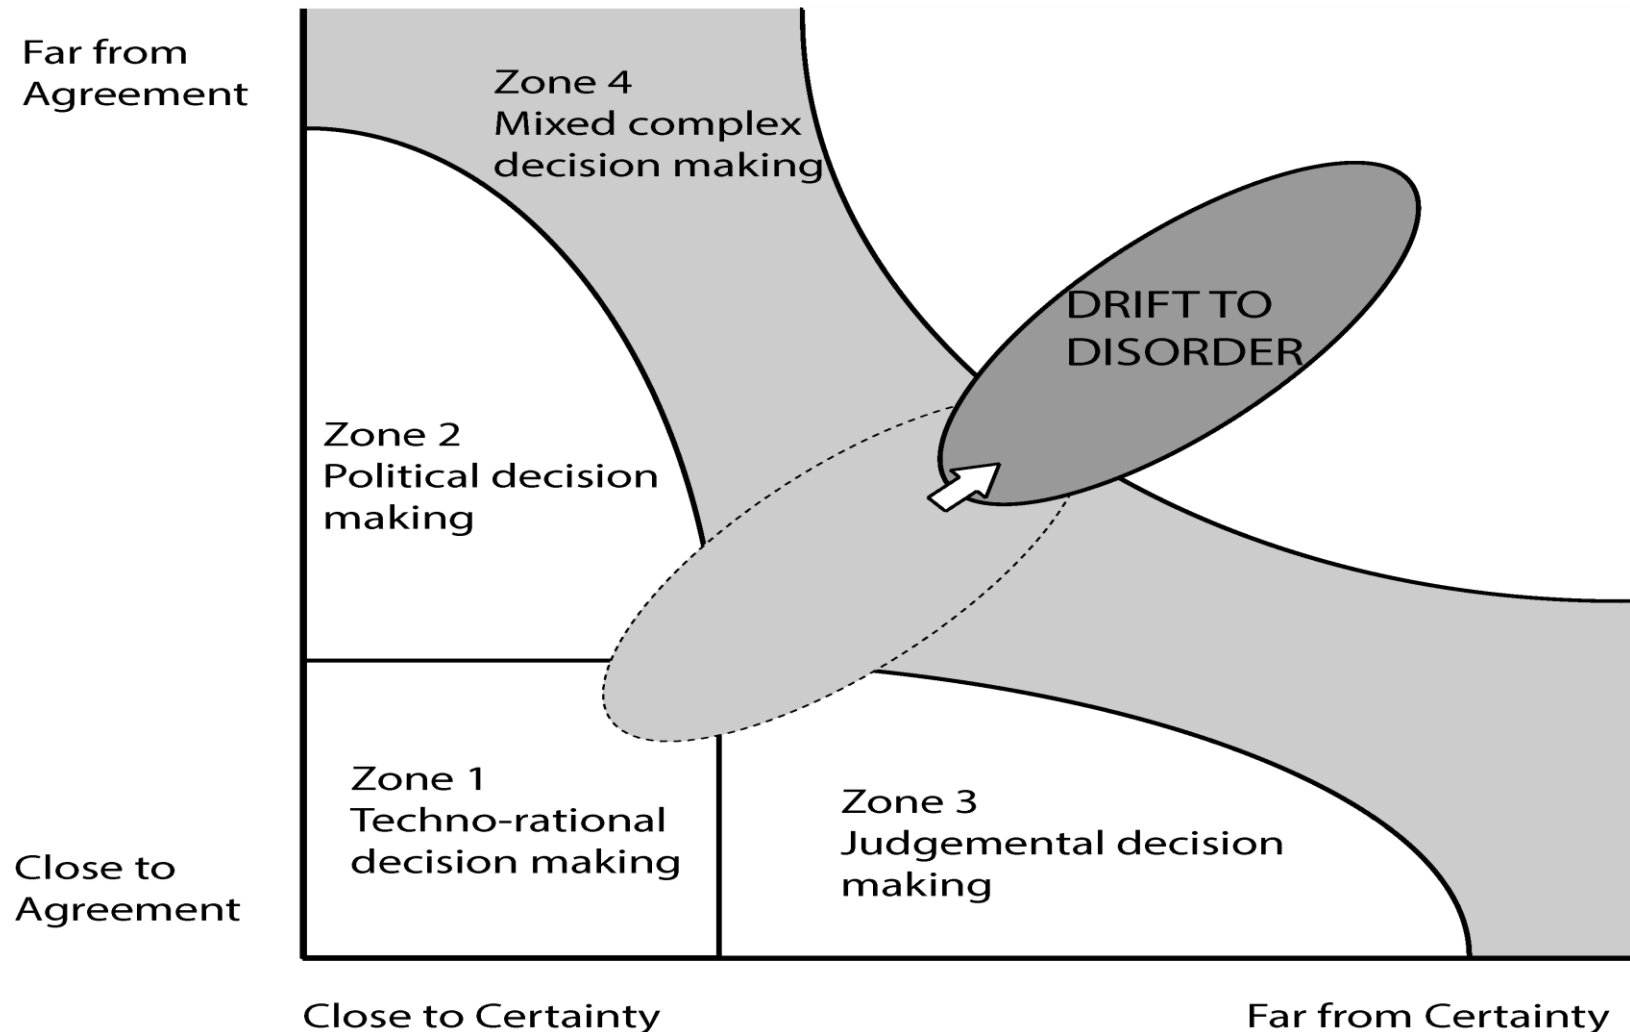 Far from
Agreement
Zone 4
Mixed complex
decision making
DRIFT TO
DISORDER
Zone 2
Political decision
making
Zone 1
Techno-rational
decision making
Zone 3
Judgemental decision
making
Close to
Agreement
Close to Certainty
Far from Certainty